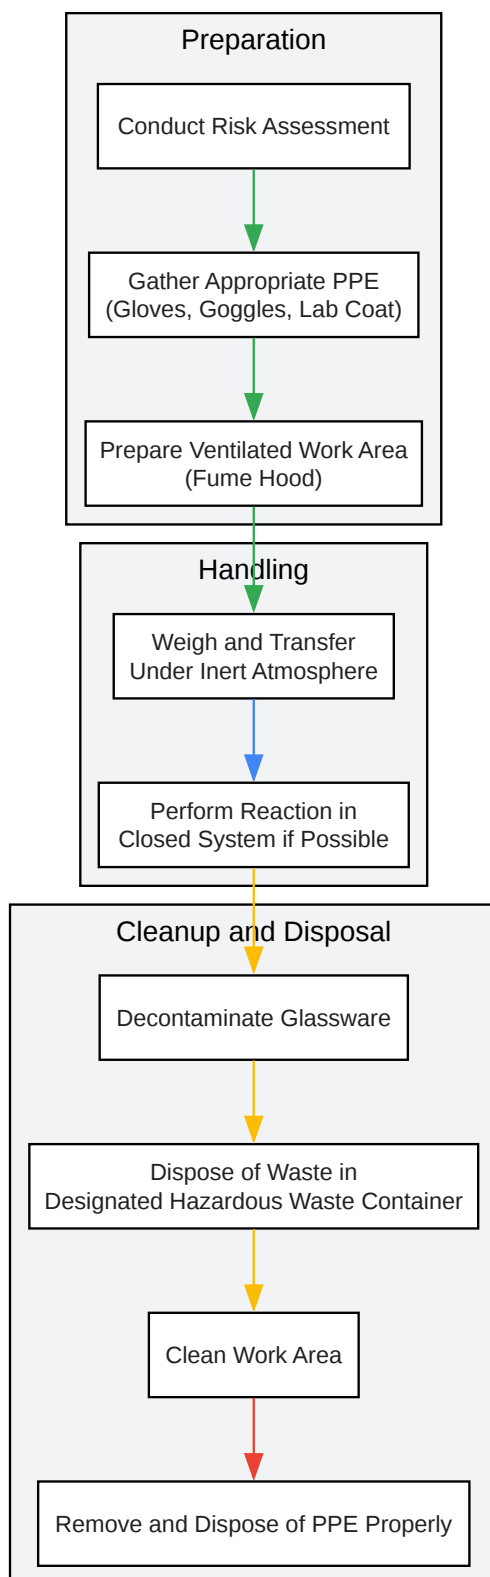 Preparation
Conduct Risk Assessment
Gather Appropriate PPE
(Gloves, Goggles, Lab Coat)
Prepare Ventilated Work Area
(Fume Hood)
Handling
Weigh and Transfer
Under Inert Atmosphere
Perform Reaction in
Closed System if Possible
Cleanup and Disposal
Decontaminate Glassware
Dispose of Waste in
Designated Hazardous Waste Container
Clean Work Area
Remove and Dispose of PPE Properly